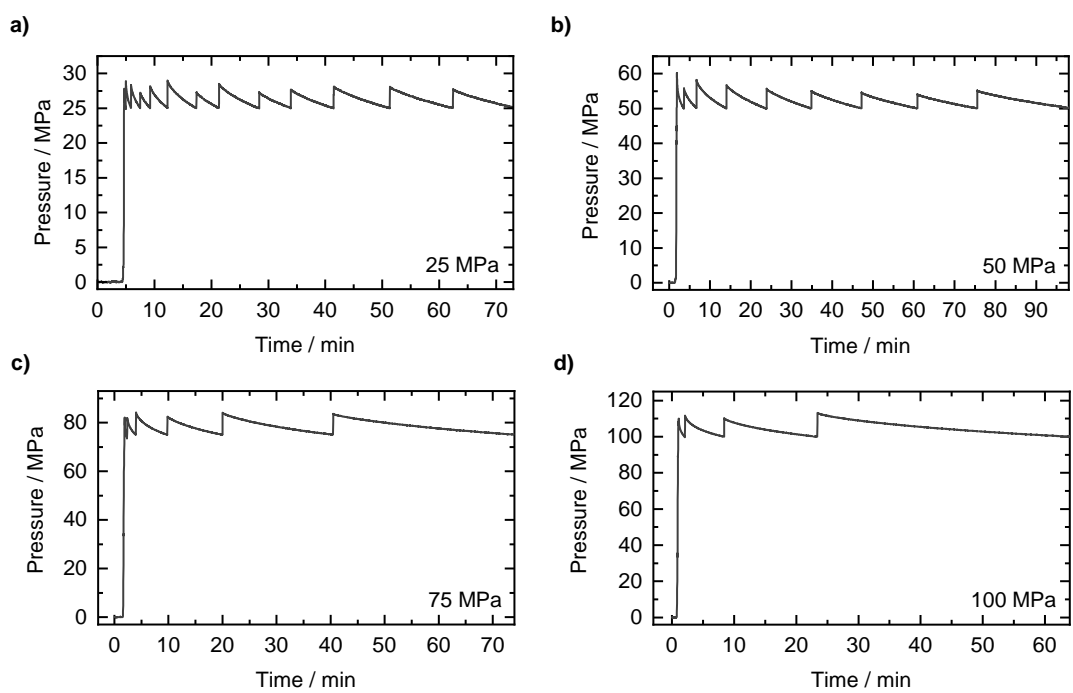 a)
30
25
20
15
10
5
0
Pressure / MPa
25 MPa
0 10 20 30 40 50 60 70
Time / min
b)
60
50
40
30
20
10
0
Pressure / MPa
50 MPa
0 10 20 30 40 50 60 70 80 90
Time / min
c)
80
60
40
20
0
Pressure / MPa
75 MPa
0 10 20 30 40 50 60 70
Time / min
d)
120
100
80
60
40
20
0
Pressure / MPa
100 MPa
0 10 20 30 40 50 60
Time / min